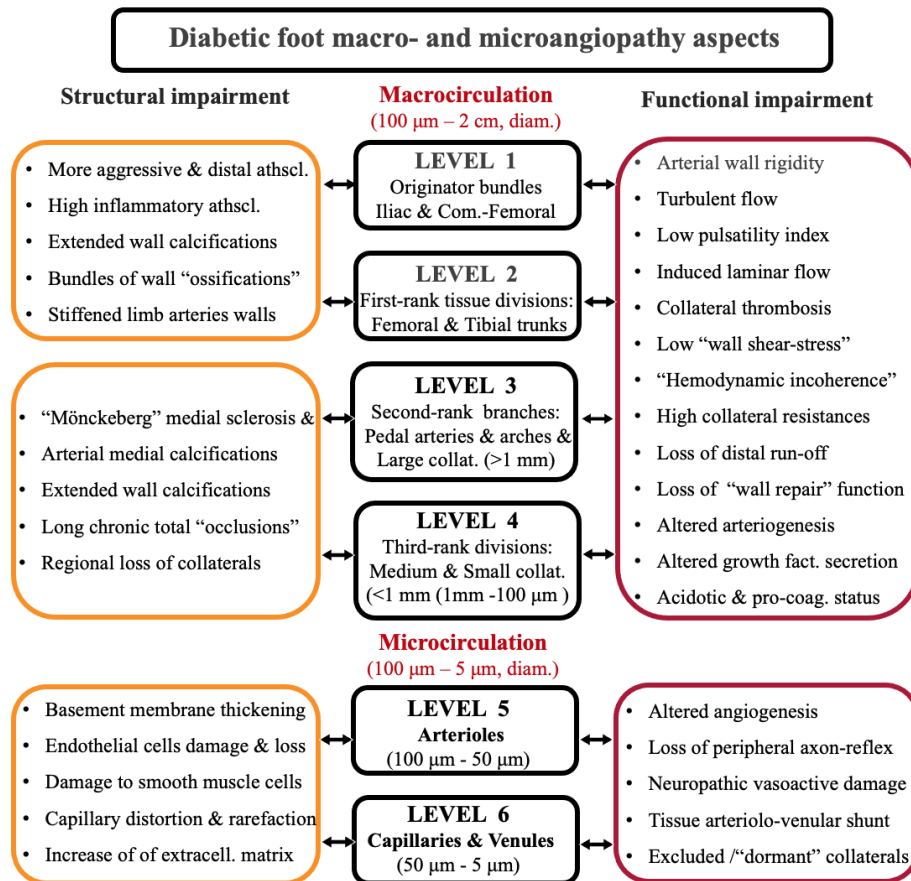 Diabetic foot macro- and microangiopathy aspects
Structural impairment
Macrocirculation
(100 μm – 2 cm, diam.)
Functional impairment
• More aggressive & distal athscl.
• High inflammatory athscl.
• Extended wall calcifications
• Bundles of wall “ossifications”
• Stiffened limb arteries walls
LEVEL 1
Originator bundles
Iliac & Com.-Femoral
LEVEL 2
First-rank tissue divisions:
Femoral & Tibial trunks
• “Mönckeberg” medial sclerosis &
• Arterial medial calcifications
• Extended wall calcifications
• Long chronic total “occlusions”
• Regional loss of collaterals
LEVEL 3
Second-rank branches:
Pedal arteries & arches &
Large collat. (>1 mm)
LEVEL 4
Third-rank divisions:
Medium & Small collat.
(<1 mm (1mm -100 μm )
• Arterial wall rigidity
• Turbulent flow
• Low pulsatility index
• Induced laminar flow
• Collateral thrombosis
• Low “wall shear-stress”
• “Hemodynamic incoherence”
• High collateral resistances
• Loss of distal run-off
• Loss of “wall repair” function
• Altered arteriogenesis
• Altered growth fact. secretion
• Acidotic & pro-coag. status
Microcirculation
(100 μm – 5 μm, diam.)
• Basement membrane thickening
• Endothelial cells damage & loss
• Damage to smooth muscle cells
• Capillary distortion & rarefaction
• Increase of of extracell. matrix
LEVEL 5
Arterioles
(100 μm - 50 μm)
LEVEL 6
Capillaries & Venules
(50 μm - 5 μm)
• Altered angiogenesis
• Loss of peripheral axon-reflex
• Neuropathic vasoactive damage
• Tissue arteriolo-venular shunt
• Excluded /“dormant” collaterals